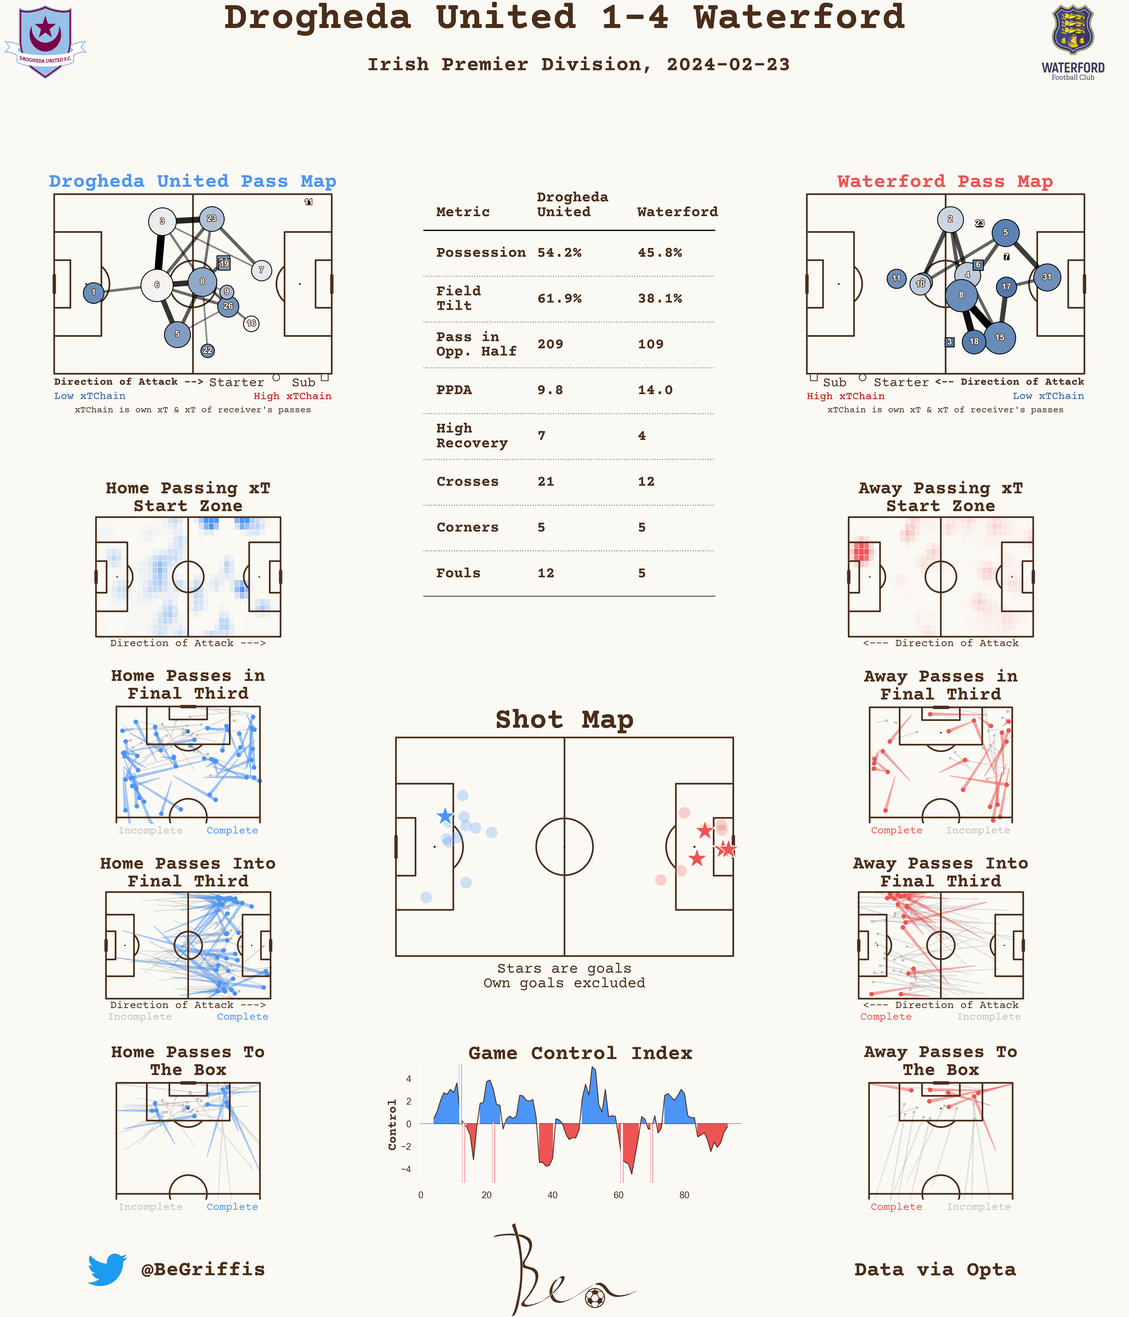 Drogheda United 1-4 Waterford
Irish Premier Division, 2024-02-23
DROGHEDA UNITED F.C.
WATERFORD
Football Club
Drogheda United Pass Map
3
23
7
6
8
9
26
1
5
16
22
Direction of Attack --> Starter Sub
Low xTChain High xTChain
xTChain is own xT & xT of receiver's passes
Metric Drogheda United Waterford
Possession 54.2% 45.8%
Field Tilt 61.9% 38.1%
Pass in Opp. Half 209 109
PPDA 9.8 14.0
High Recovery 7 4
Crosses 21 12
Corners 5 5
Fouls 12 5
Waterford Pass Map
2
23
5
7
6
4
11
31
17
8
3
18
15
Sub Starter <-- Direction of Attack
High xTChain Low xTChain
xTChain is own xT & xT of receiver's passes
Home Passing xT
Start Zone
Direction of Attack --->
Away Passing xT
Start Zone
<--- Direction of Attack
Home Passes in
Final Third
Incomplete Complete
Away Passes in
Final Third
Complete Incomplete
Shot Map
Stars are goals
Own goals excluded
Home Passes Into
Final Third
Direction of Attack --->
Incomplete Complete
Away Passes Into
Final Third
<--- Direction of Attack
Complete Incomplete
Home Passes To
The Box
Incomplete Complete
Game Control Index
Control
4
2
0
−2
−4
0 20 40 60 80
Away Passes To
The Box
Complete Incomplete
@BeGriffis
Bea
Data via Opta